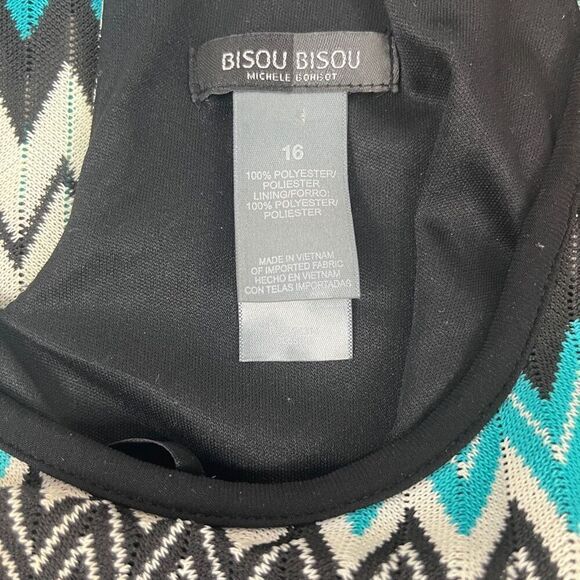 BISOU BISOU
MICHELE BOHBOT
16
100% POLYESTER/
POLIESTER
LINING/FORRO:
100% POLYESTER/
POLIESTER
MADE IN VIETNAM
OF IMPORTED FABRIC
HECHO EN VIETNAM
CON TELAS IMPORTADAS